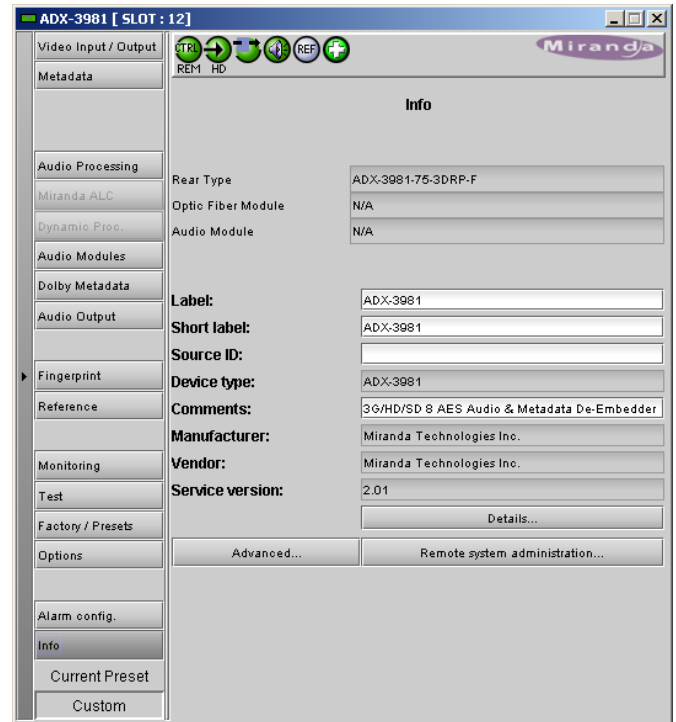 ADX-3981 [ SLOT : 12]
Video Input / Output
Metadata
Audio Processing
Miranda ALC
Dynamic Proc.
Audio Modules
Dolby Metadata
Audio Output
Fingerprint
Reference
Monitoring
Test
Factory / Presets
Options
Alarm config.
Info
Current Preset
Custom
CTRL REF
REM HD
Miranda
Info
Rear Type ADX-3981-75-3DRP-F
Optic Fiber Module N/A
Audio Module N/A
Label: ADX-3981
Short label: ADX-3981
Source ID:
Device type: ADX-3981
Comments: 3G/HD/SD 8 AES Audio & Metadata De-Embedder
Manufacturer: Miranda Technologies Inc.
Vendor: Miranda Technologies Inc.
Service version: 2.01
Details...
Advanced... Remote system administration...